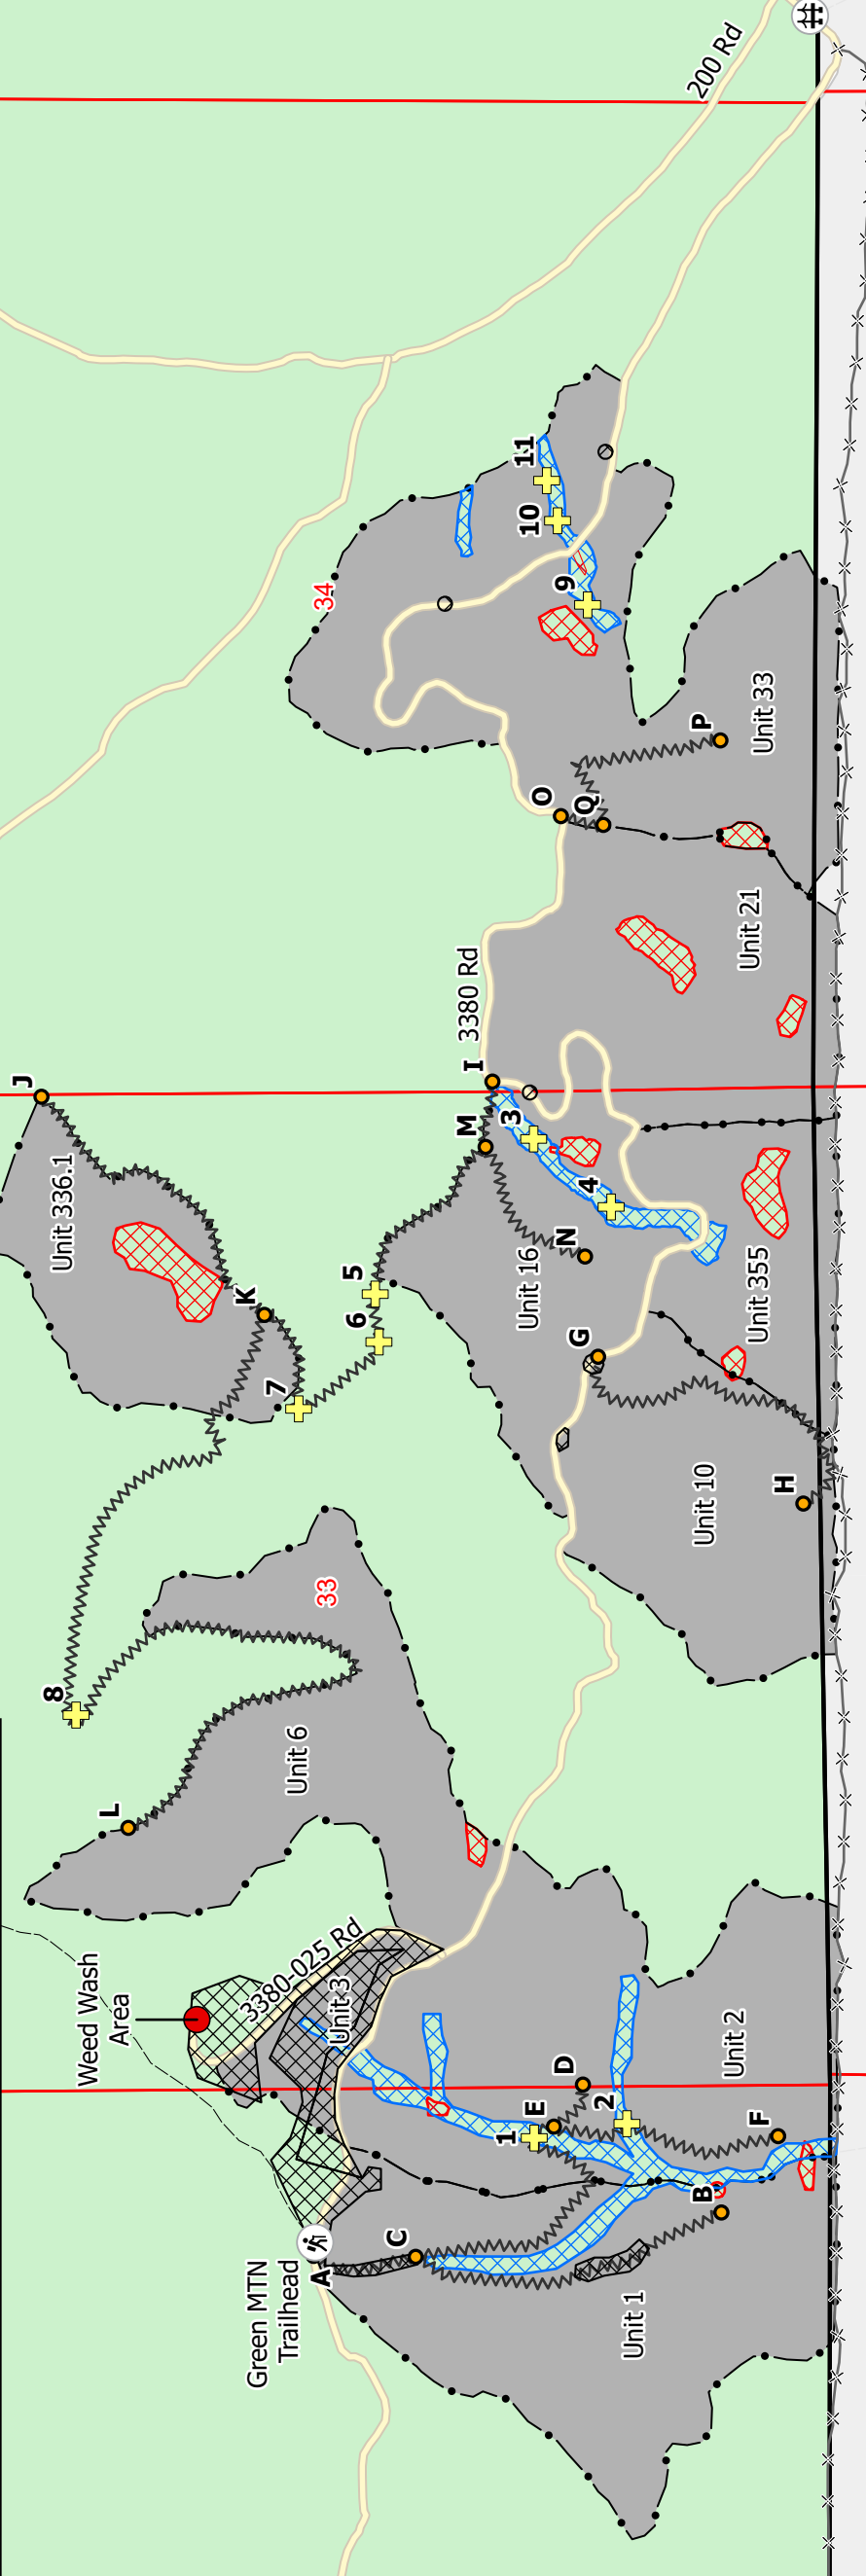 200 Rd
11
10
34
9
P
Unit 33
O
Q
Unit 21
3380 Rd
I
J
M
3
Unit 336.1
4
N
5
Unit 16
Unit 355
K
6
G
7
H
Unit 10
33
8
Unit 6
L
3380-025 Rd
Weed Wash
Area
Unit 3
Unit 2
D
2
E
1
F
B
C
A
Green MTN
Trailhead
Unit 1